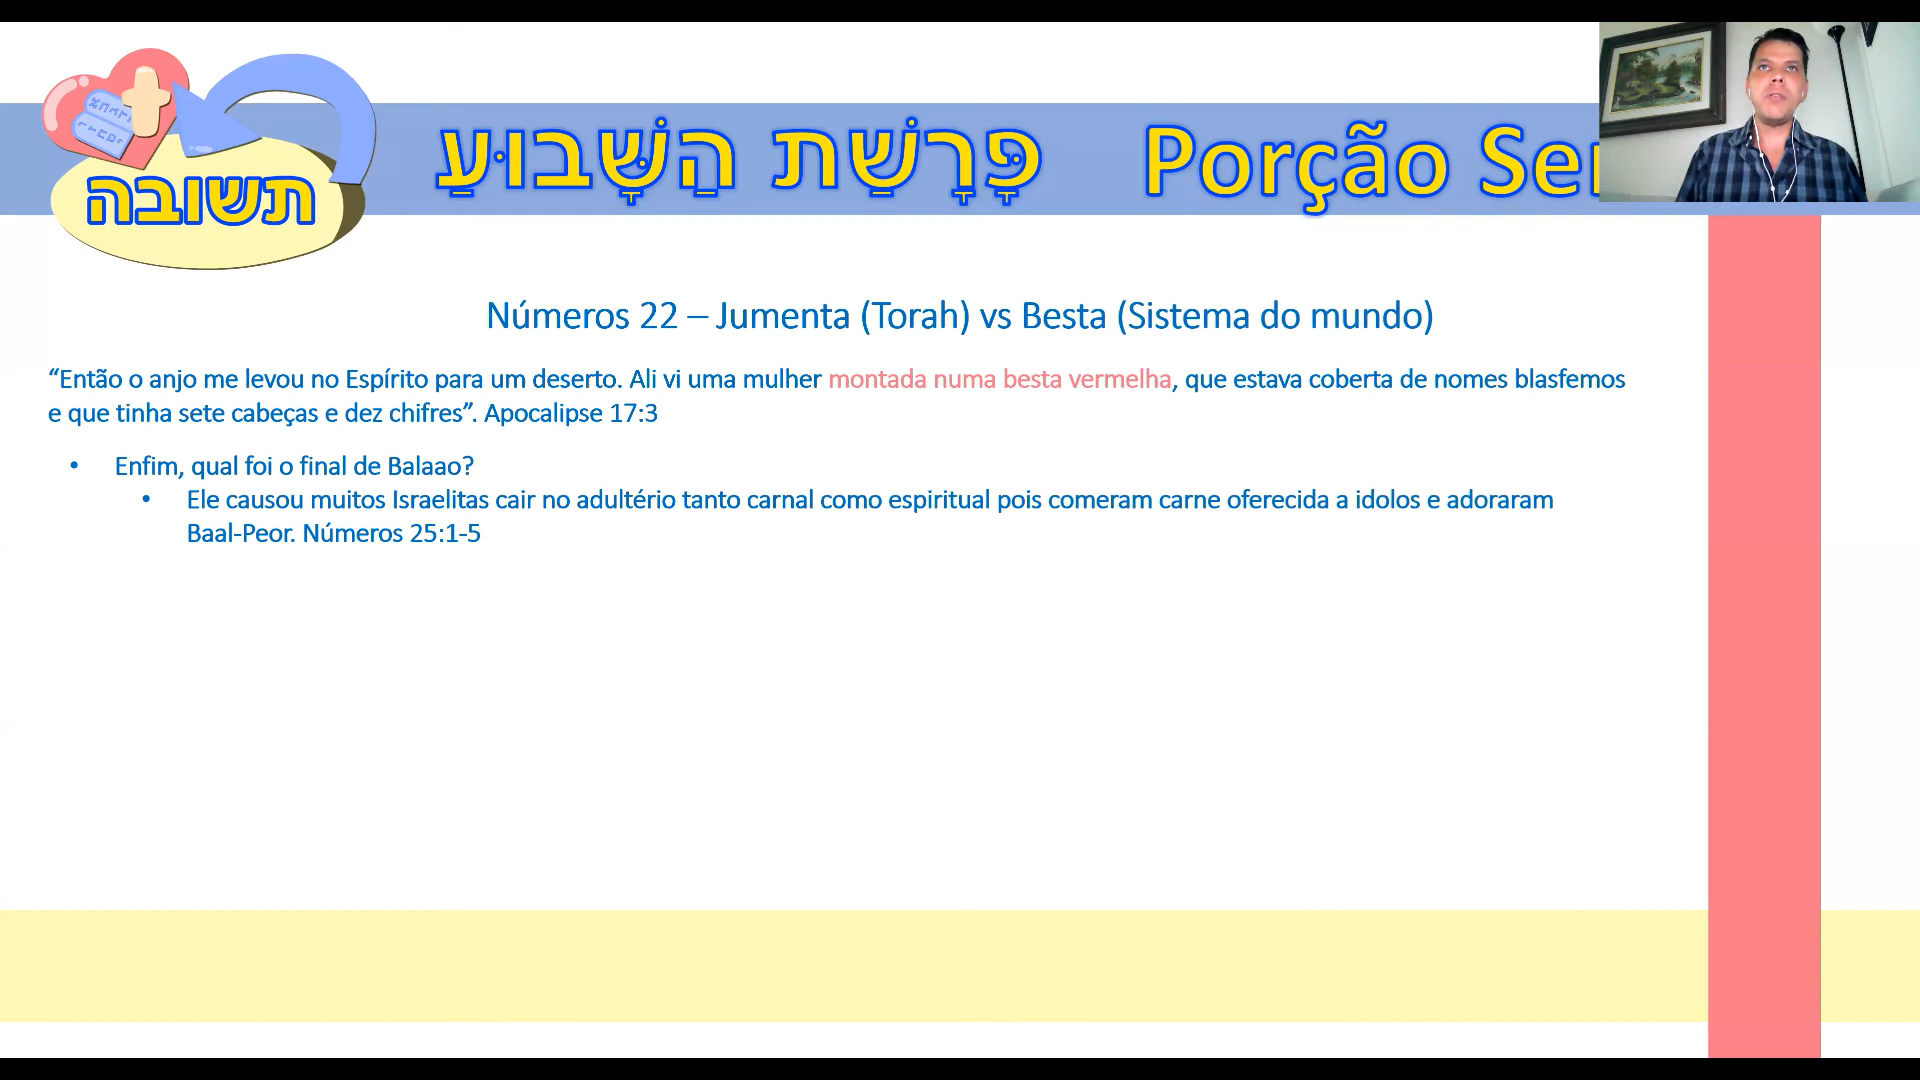 תשובה
פָּרָשַׁת הַשָּׁבוּעַ Porção
Números 22 – Jumenta (Torah) vs Besta (Sistema do mundo)
“Então o anjo me levou no Espírito para um deserto. Ali vi uma mulher montada numa besta vermelha, que estava coberta de nomes blasfemos
e que tinha sete cabeças e dez chifres”. Apocalipse 17:3
• Enfim, qual foi o final de Balaao?
• Ele causou muitos Israelitas cair no adultério tanto carnal como espiritual pois comeram carne oferecida a idolos e adoraram
Baal-Peor. Números 25:1-5